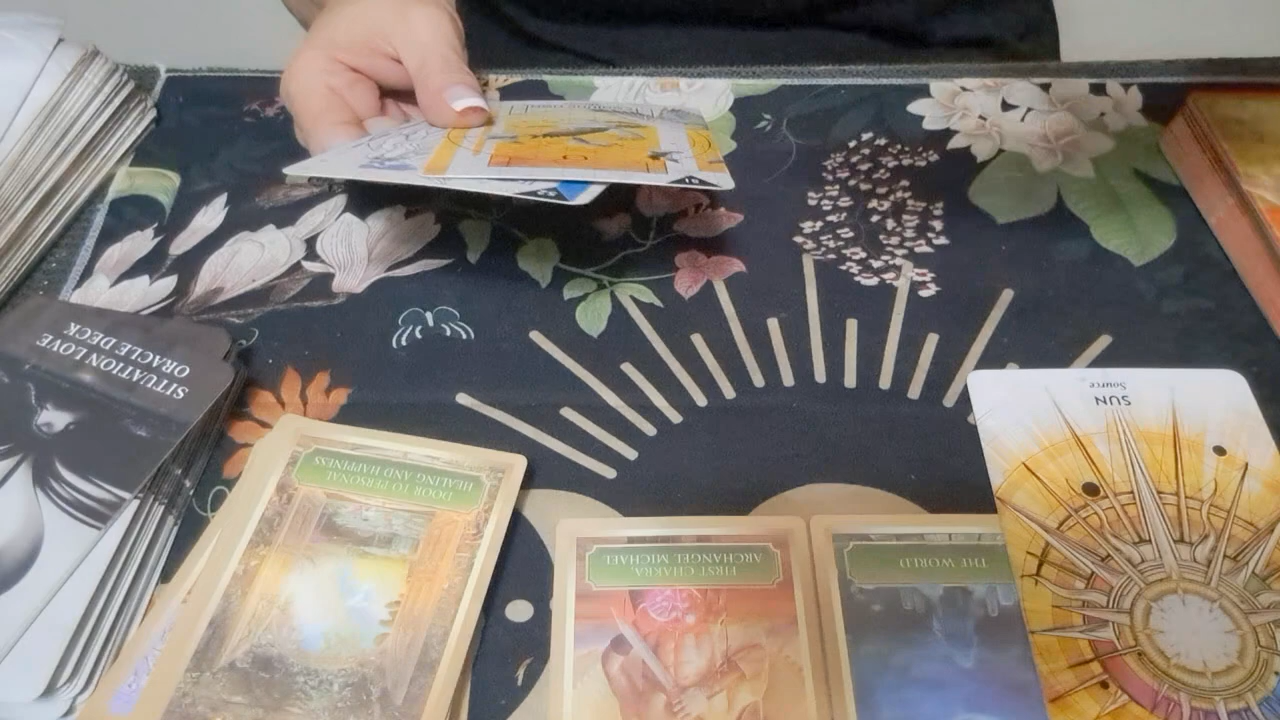 SITUATION LOVE
ORACLE DECK
DOOR TO PERSONAL
HEALING AND HAPPINESS
FIRST CHAKRA,
ARCHANGEL MICHAEL
THE WORLD
SUN
Source